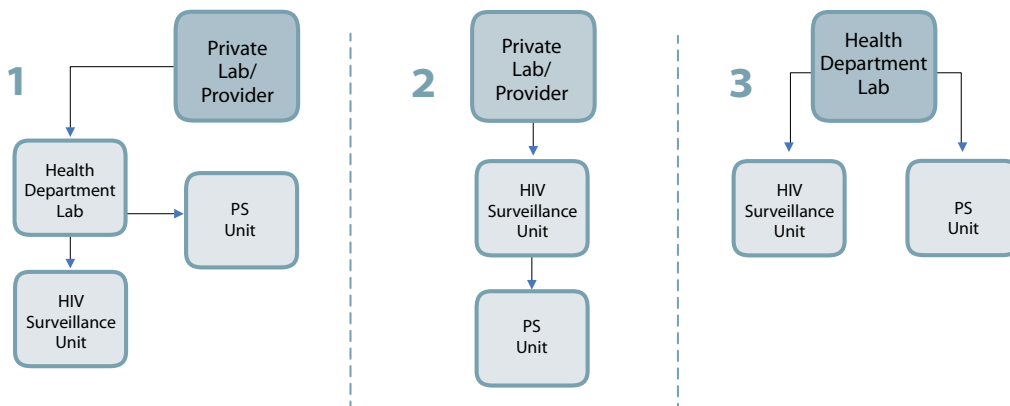 1
Private
Lab/
Provider
Health
Department
Lab
PS
Unit
HIV
Surveillance
Unit
2
Private
Lab/
Provider
HIV
Surveillance
Unit
PS
Unit
3
Health
Department
Lab
HIV
Surveillance
Unit
PS
Unit